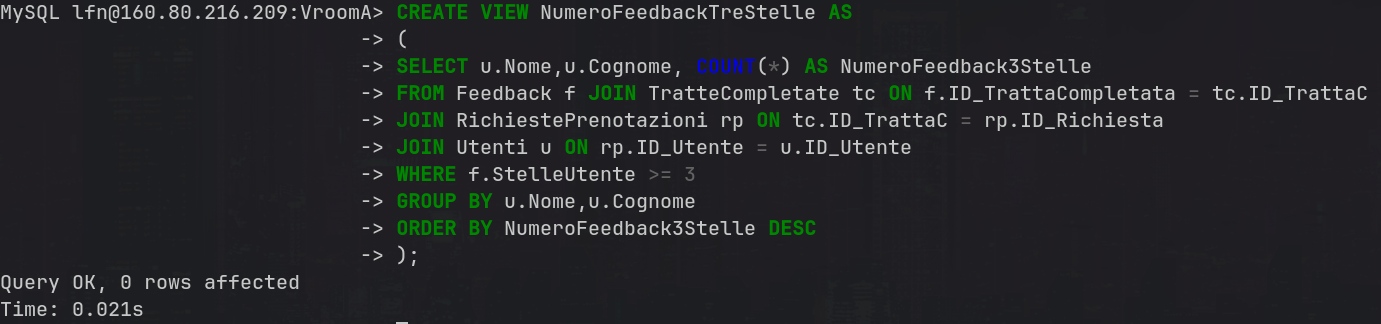 MySQL lfn@160.80.216.209:VroomA> CREATE VIEW NumeroFeedbackTreStelle AS
-> (
-> SELECT u.Nome,u.Cognome, COUNT(*) AS NumeroFeedback3Stelle
-> FROM Feedback f JOIN TratteCompletate tc ON f.ID_TrattaCompletata = tc.ID_TrattaC
-> JOIN RichiestePrenotazioni rp ON tc.ID_TrattaC = rp.ID_Richiesta
-> JOIN Utenti u ON rp.ID_Utente = u.ID_Utente
-> WHERE f.StelleUtente >= 3
-> GROUP BY u.Nome,u.Cognome
-> ORDER BY NumeroFeedback3Stelle DESC
-> );
Query OK, 0 rows affected
Time: 0.021s